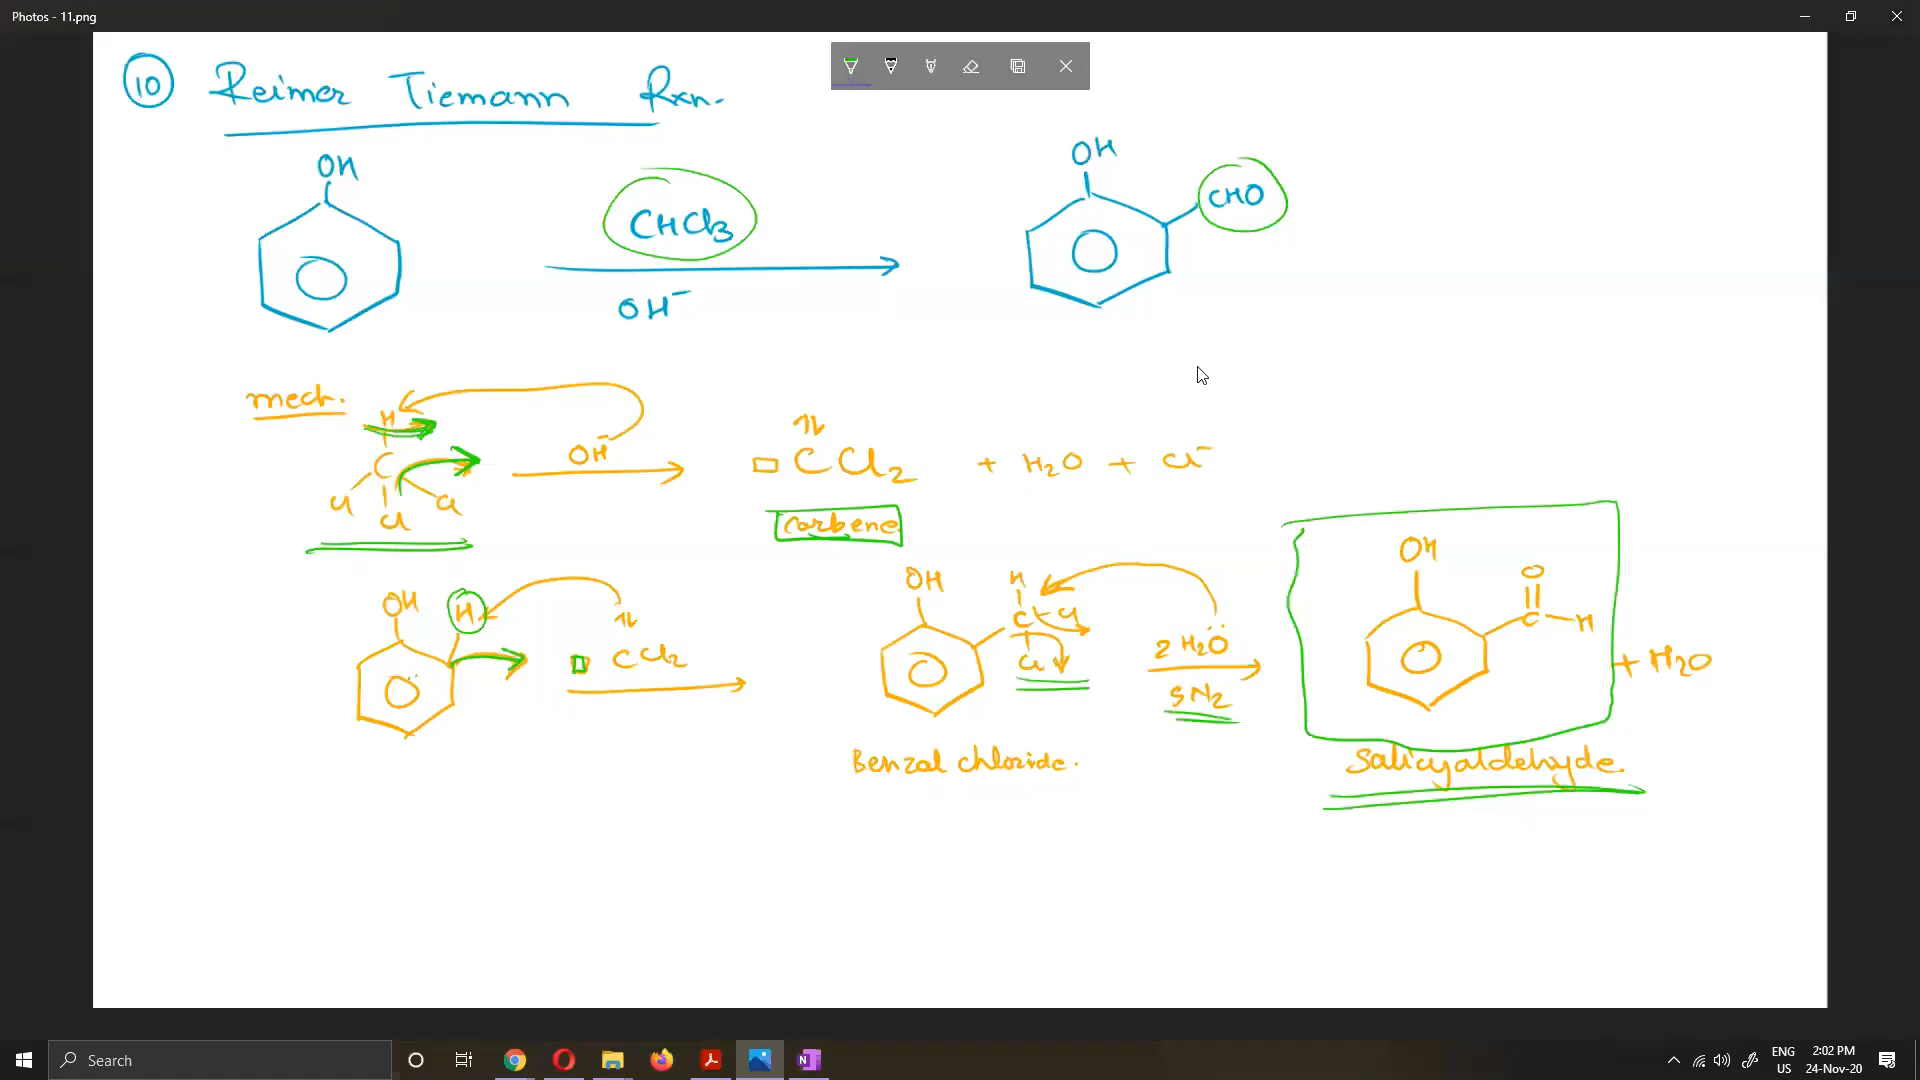 Photos - 11.png
10 Reimer Tiemann Rxn.
OH
OH
CHO
CHCl3
OH-
mech.
H
C
Cl Cl
Cl
OH-
CCl2 + H2O + Cl-
carbene
OH H
CCl2
OH H
C - Cl
Cl
2 H2O
SN2
OH O
C-H
+ H2O
Benzal chloride.
Salicyaldehyde.
Search
ENG
US
2:02 PM
24-Nov-20